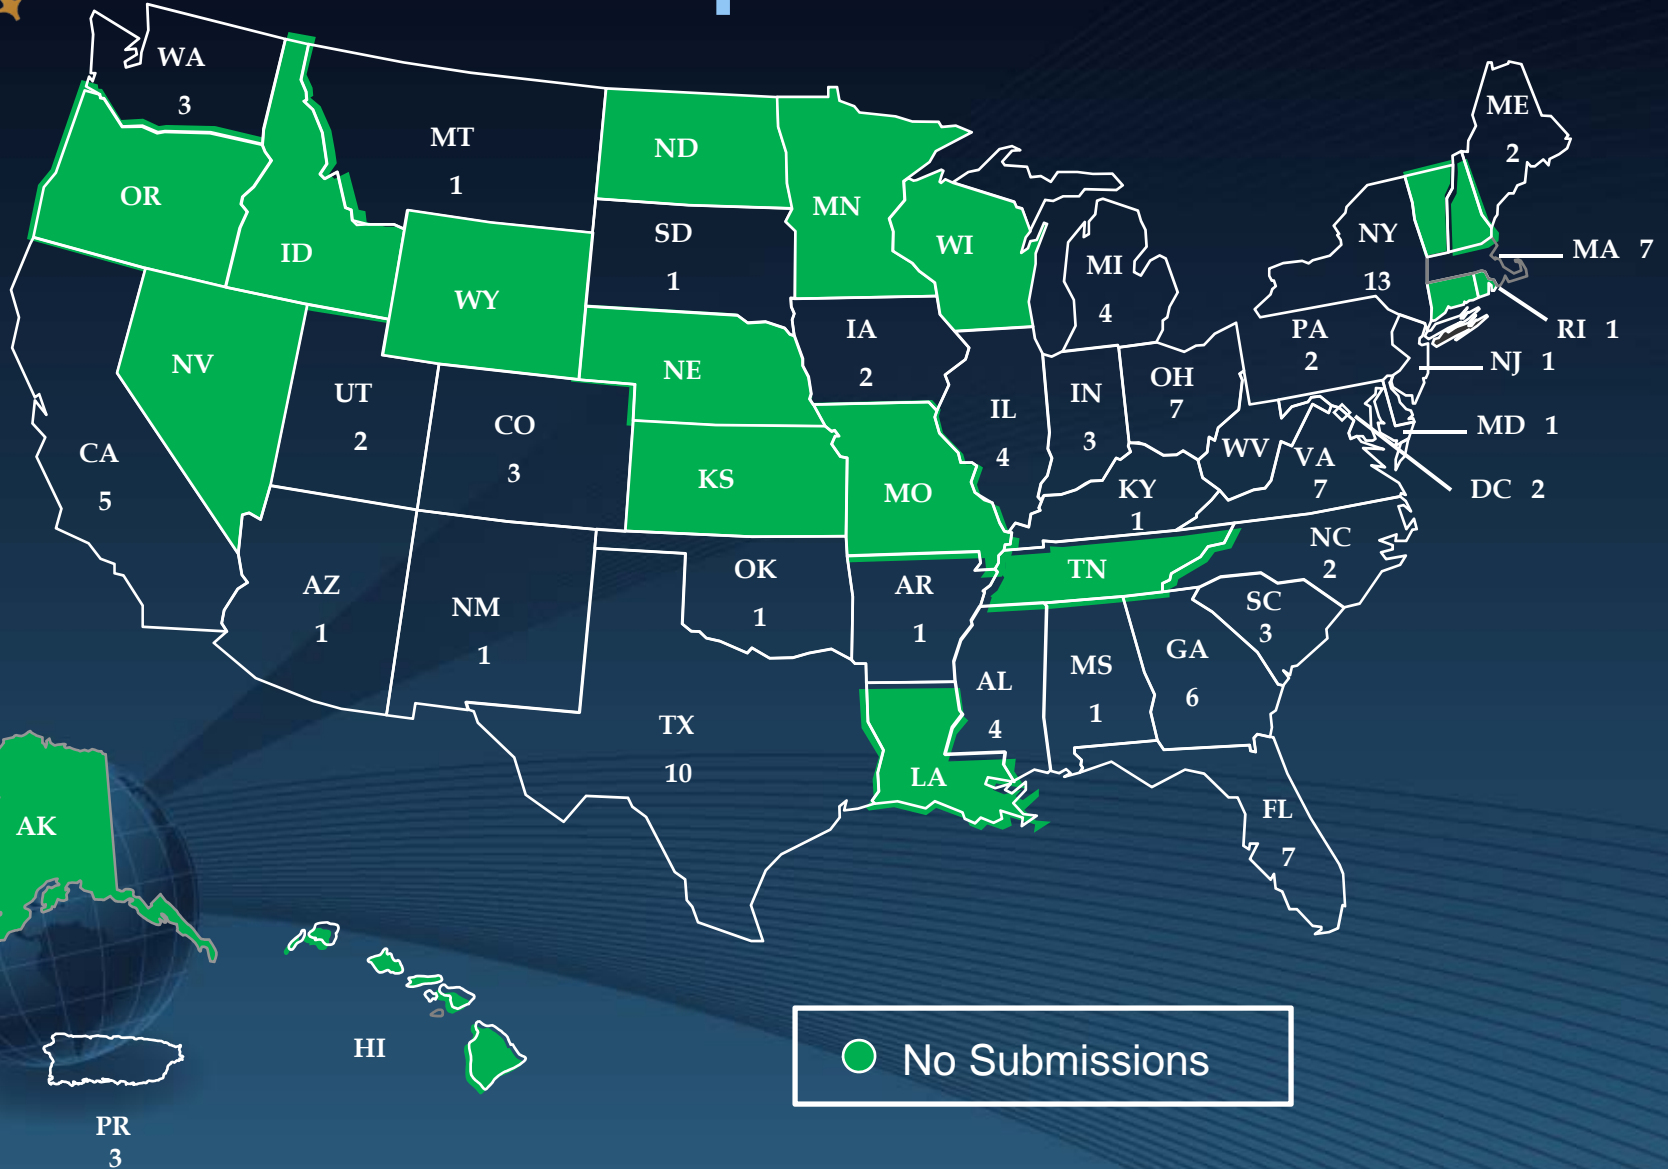 WA
3
OR
ID
MT
1
ND
MN
WI
SD
1
WY
NV
UT
2
CO
3
CA
5
NE
KS
IA
2
MO
IL
4
MI
4
IN
3
OH
7
KY
1
WV
VA
7
PA
2
NY
13
ME
2
MA 7
RI 1
NJ 1
MD 1
DC 2
NC
2
SC
3
TN
GA
6
MS
1
AL
4
AR
1
OK
1
AZ
1
NM
1
TX
10
LA
FL
7
AK
HI
PR
3
No Submissions